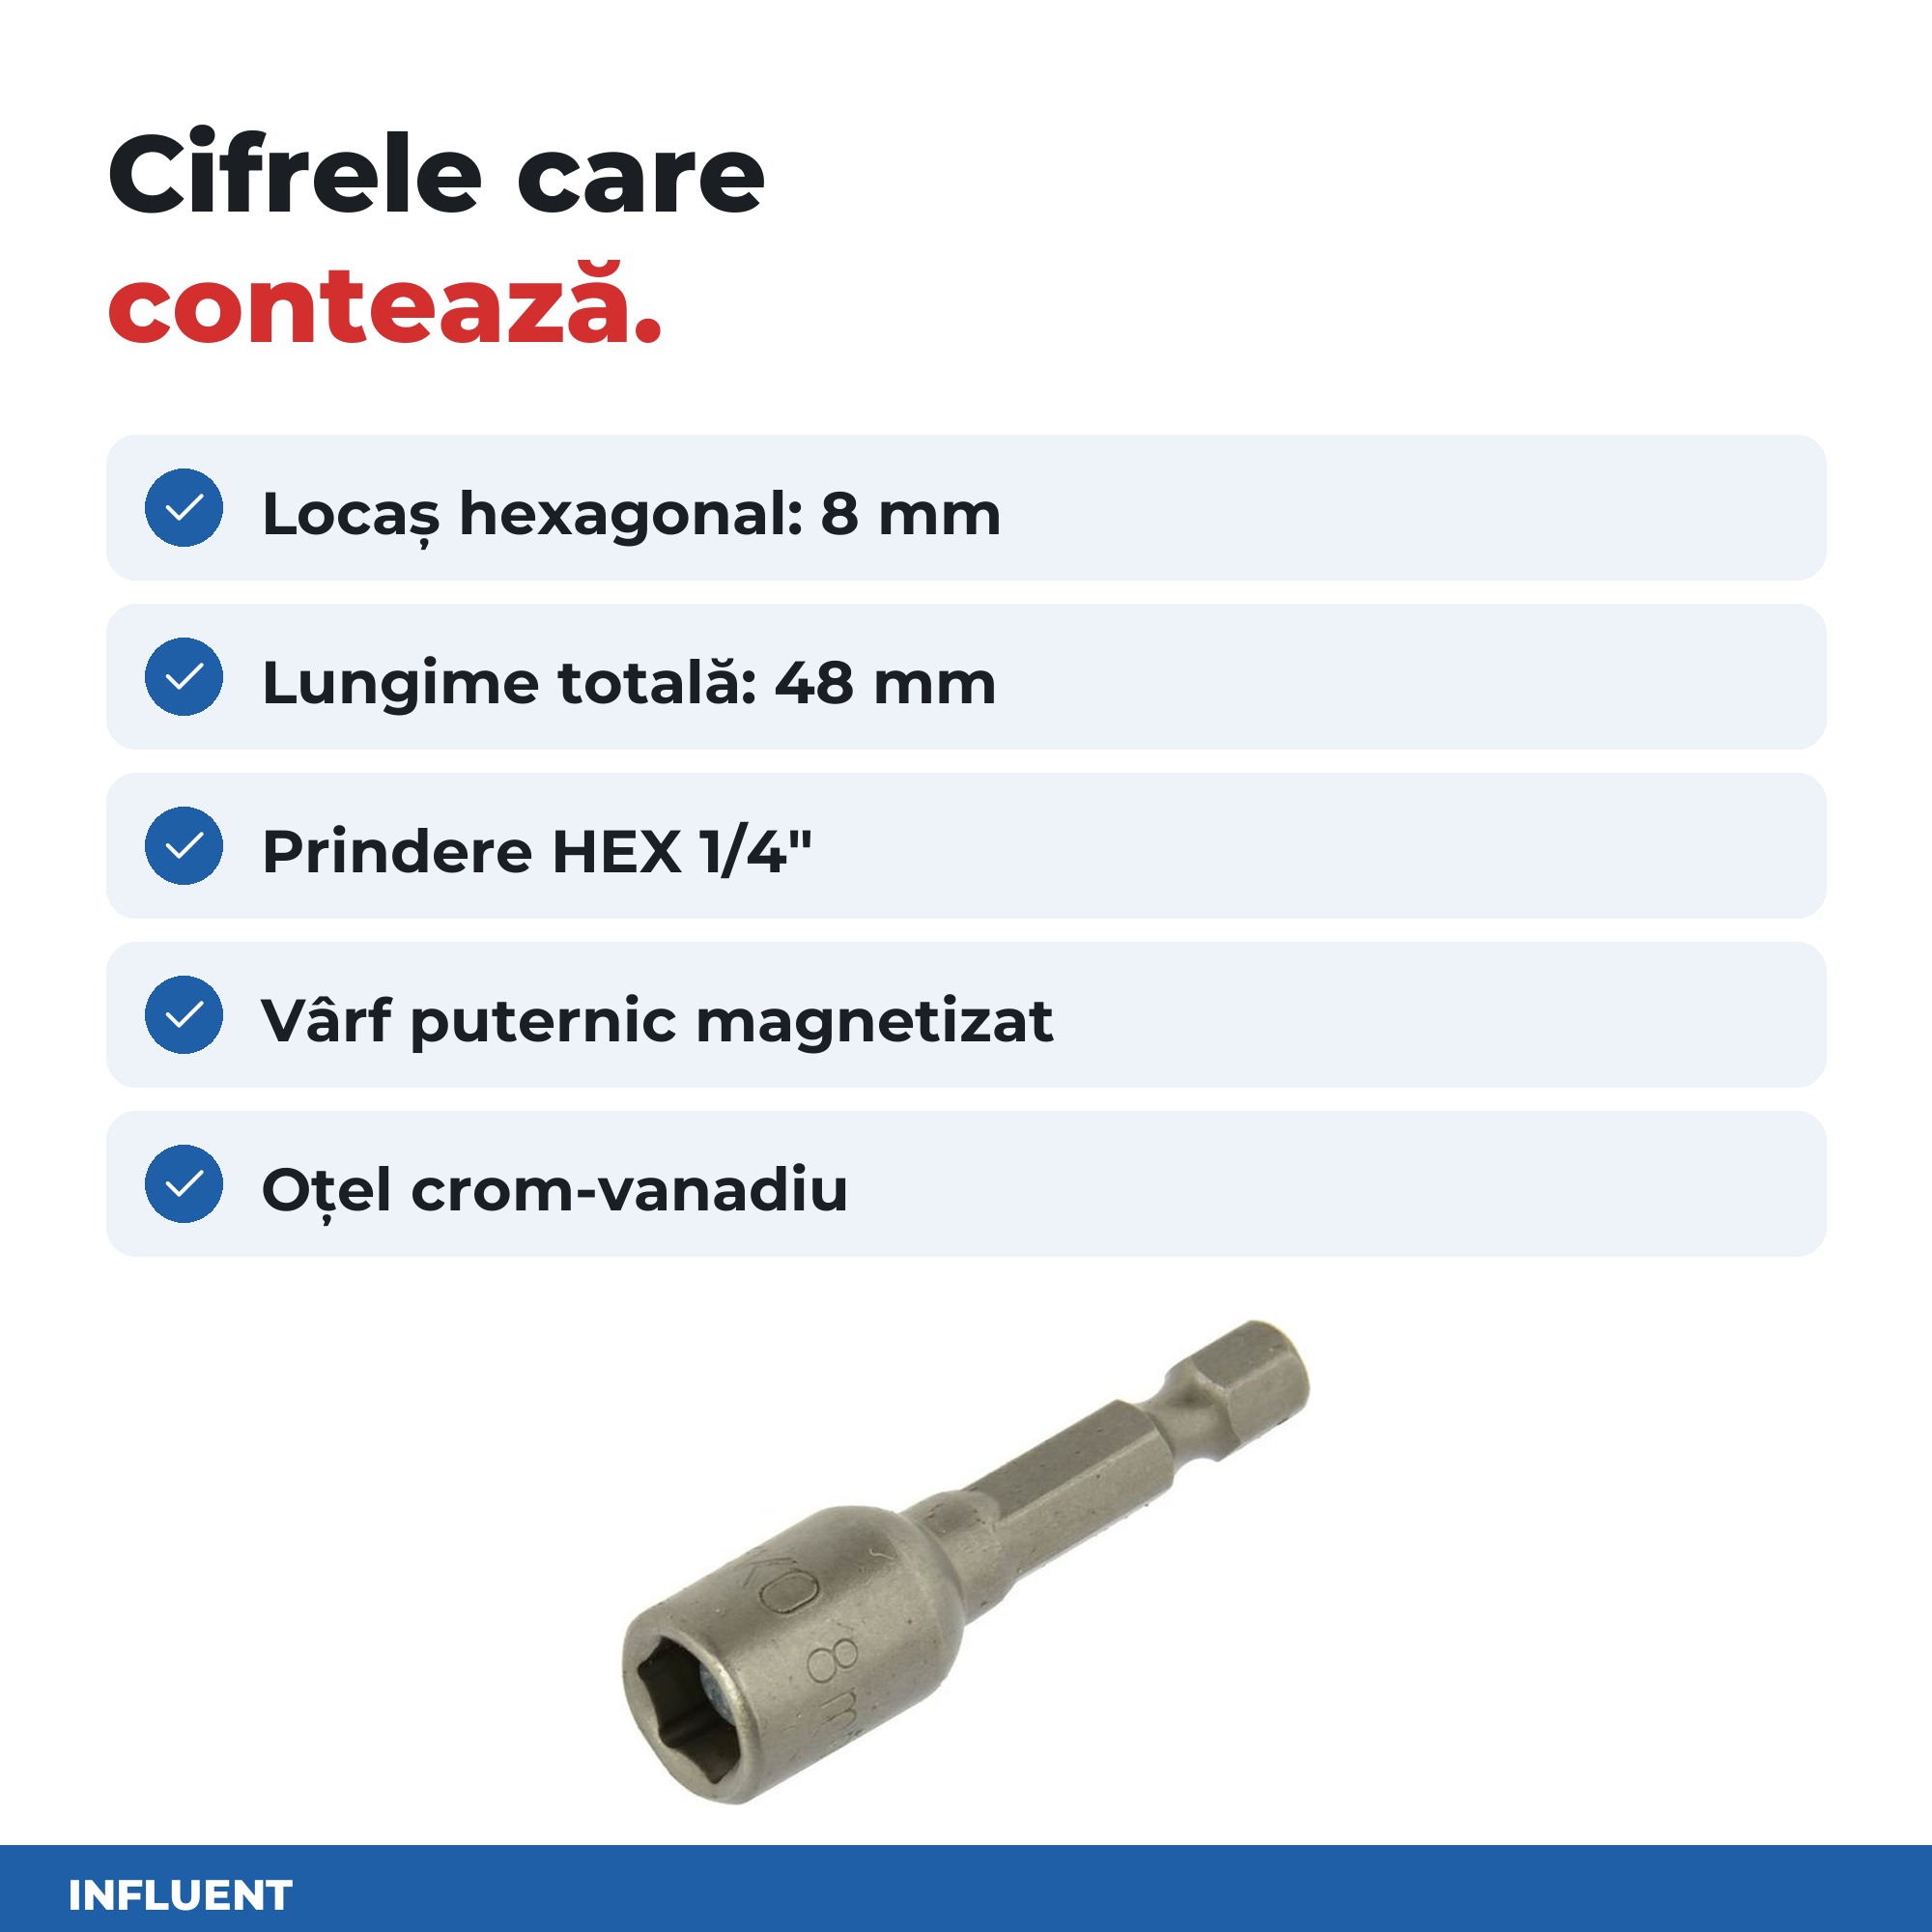 Cifrele care
contează.
Locaș hexagonal: 8 mm
Lungime totală: 48 mm
Prindere HEX 1/4"
Vârf puternic magnetizat
Oțel crom-vanadiu
8m
INFLUENT